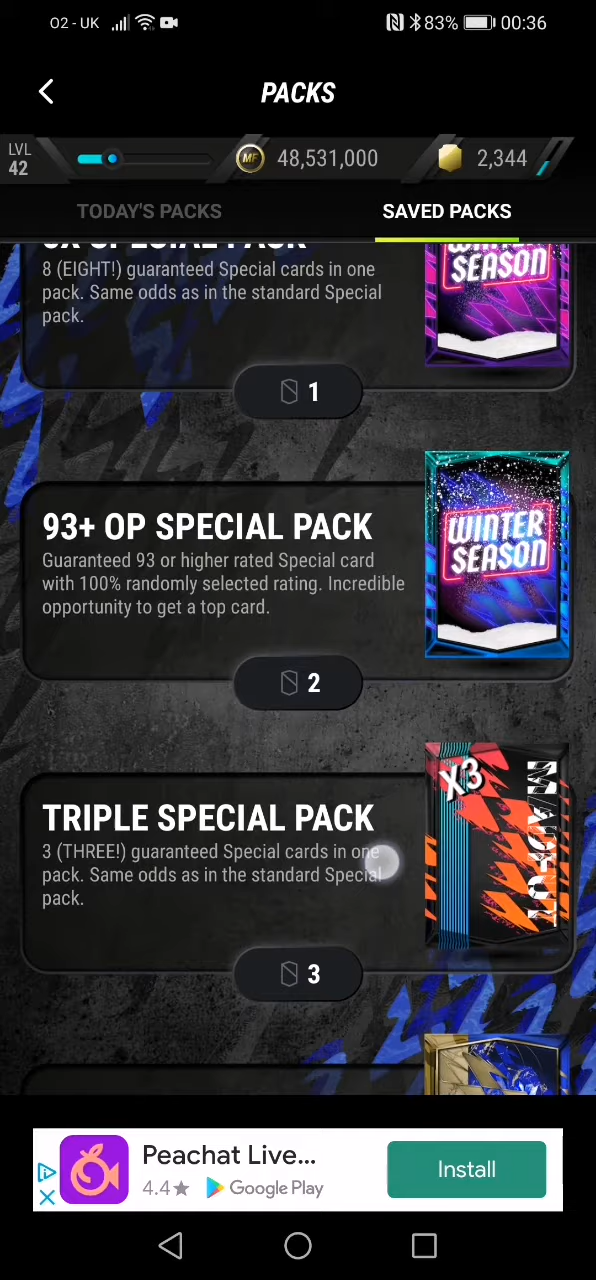 O2 - UK
83%
00:36
PACKS
LVL
42
MF
48,531,000
2,344
TODAY'S PACKS
SAVED PACKS
8 (EIGHT!) guaranteed Special cards in one
pack. Same odds as in the standard Special
pack.
SEASON
1
93+ OP SPECIAL PACK
Guaranteed 93 or higher rated Special card
with 100% randomly selected rating. Incredible
opportunity to get a top card.
WINTER
SEASON
2
TRIPLE SPECIAL PACK
3 (THREE!) guaranteed Special cards in one
pack. Same odds as in the standard Special
pack.
X3
MADFUT
3
Peachat Live...
Install
4.4★
Google Play